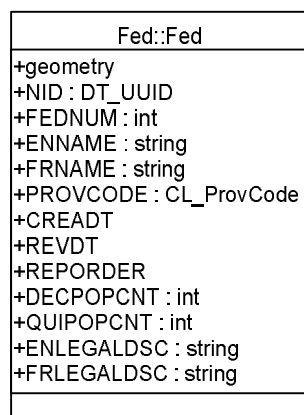 Fed::Fed
+geometry
+NID : DT_UUID
+FEDNUM : int
+ENNAME : string
+FRNAME : string
+PROVCODE : CL_ProvCode
+CREADT
+REVDT
+REPORDER
+DECPOPCNT : int
+QUIPOPCNT : int
+ENLEGALDSC : string
+FRLEGALDSC : string